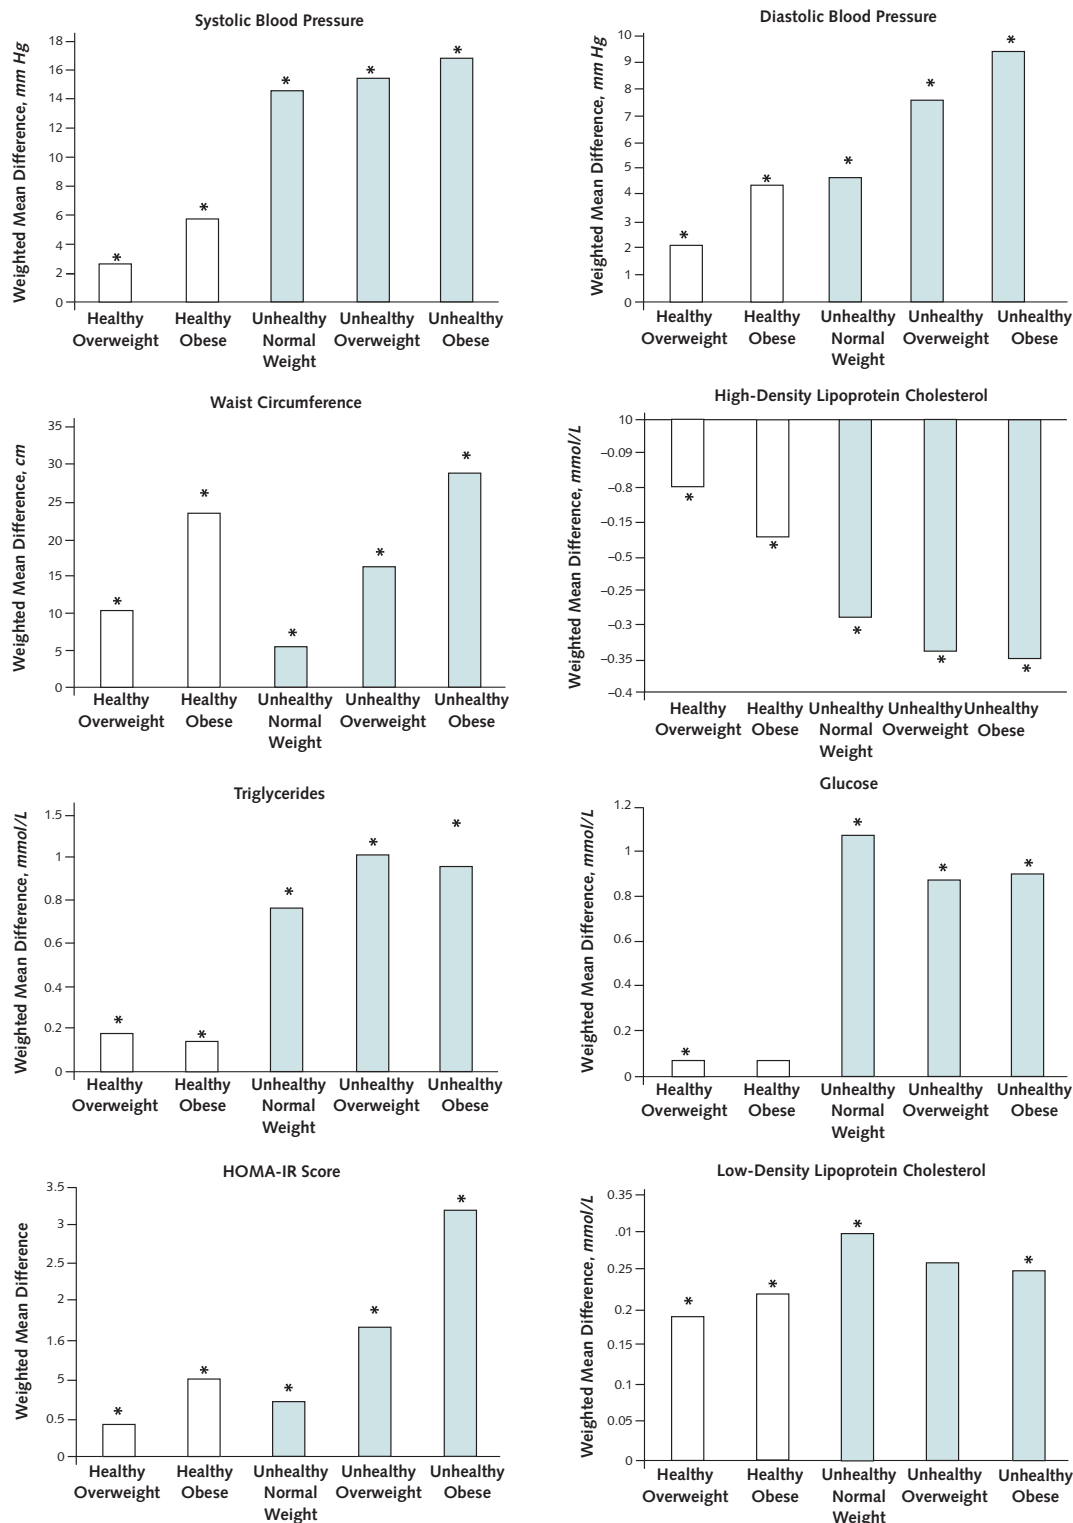 Systolic Blood Pressure
Weighted Mean Difference, mm Hg
18
16
14
12
10
8
6
4
2
0
*
*
*
*
*
Healthy Healthy Unhealthy Unhealthy Unhealthy
Overweight Obese Normal Overweight Obese
Weight
Diastolic Blood Pressure
Weighted Mean Difference, mm Hg
10
9
8
7
6
5
4
3
2
1
0
*
*
*
*
*
Healthy Healthy Unhealthy Unhealthy Unhealthy
Overweight Obese Normal Overweight Obese
Weight
Waist Circumference
Weighted Mean Difference, cm
35
30
25
20
15
10
5
0
*
*
*
*
*
Healthy Healthy Unhealthy Unhealthy Unhealthy
Overweight Obese Normal Overweight Obese
Weight
High-Density Lipoprotein Cholesterol
Weighted Mean Difference, mmol/L
10
–0.09
–0.8
–0.15
–0.5
–0.25
–0.3
–0.35
–0.4
*
*
*
*
*
Healthy Healthy Unhealthy Unhealthy Unhealthy
Overweight Obese Normal Overweight Obese
Weight
Triglycerides
Weighted Mean Difference, mmol/L
1.5
1
0.8
0.6
0.4
0.2
0
*
*
*
*
*
Healthy Healthy Unhealthy Unhealthy Unhealthy
Overweight Obese Normal Overweight Obese
Weight
Glucose
Weighted Mean Difference, mmol/L
1.2
1
0.8
0.6
0.4
0.2
0
*
*
*
*
Healthy Healthy Unhealthy Unhealthy Unhealthy
Overweight Obese Normal Overweight Obese
Weight
HOMA-IR Score
Weighted Mean Difference
3.5
3
2.5
2
1.6
5
0.5
0
*
*
*
*
*
Healthy Healthy Unhealthy Unhealthy Unhealthy
Overweight Obese Normal Overweight Obese
Weight
Low-Density Lipoprotein Cholesterol
Weighted Mean Difference, mmol/L
0.35
.01
0.25
0.2
0.15
0.1
0.05
0
*
*
*
*
Healthy Healthy Unhealthy Unhealthy Unhealthy
Overweight Obese Normal Overweight Obese
Weight